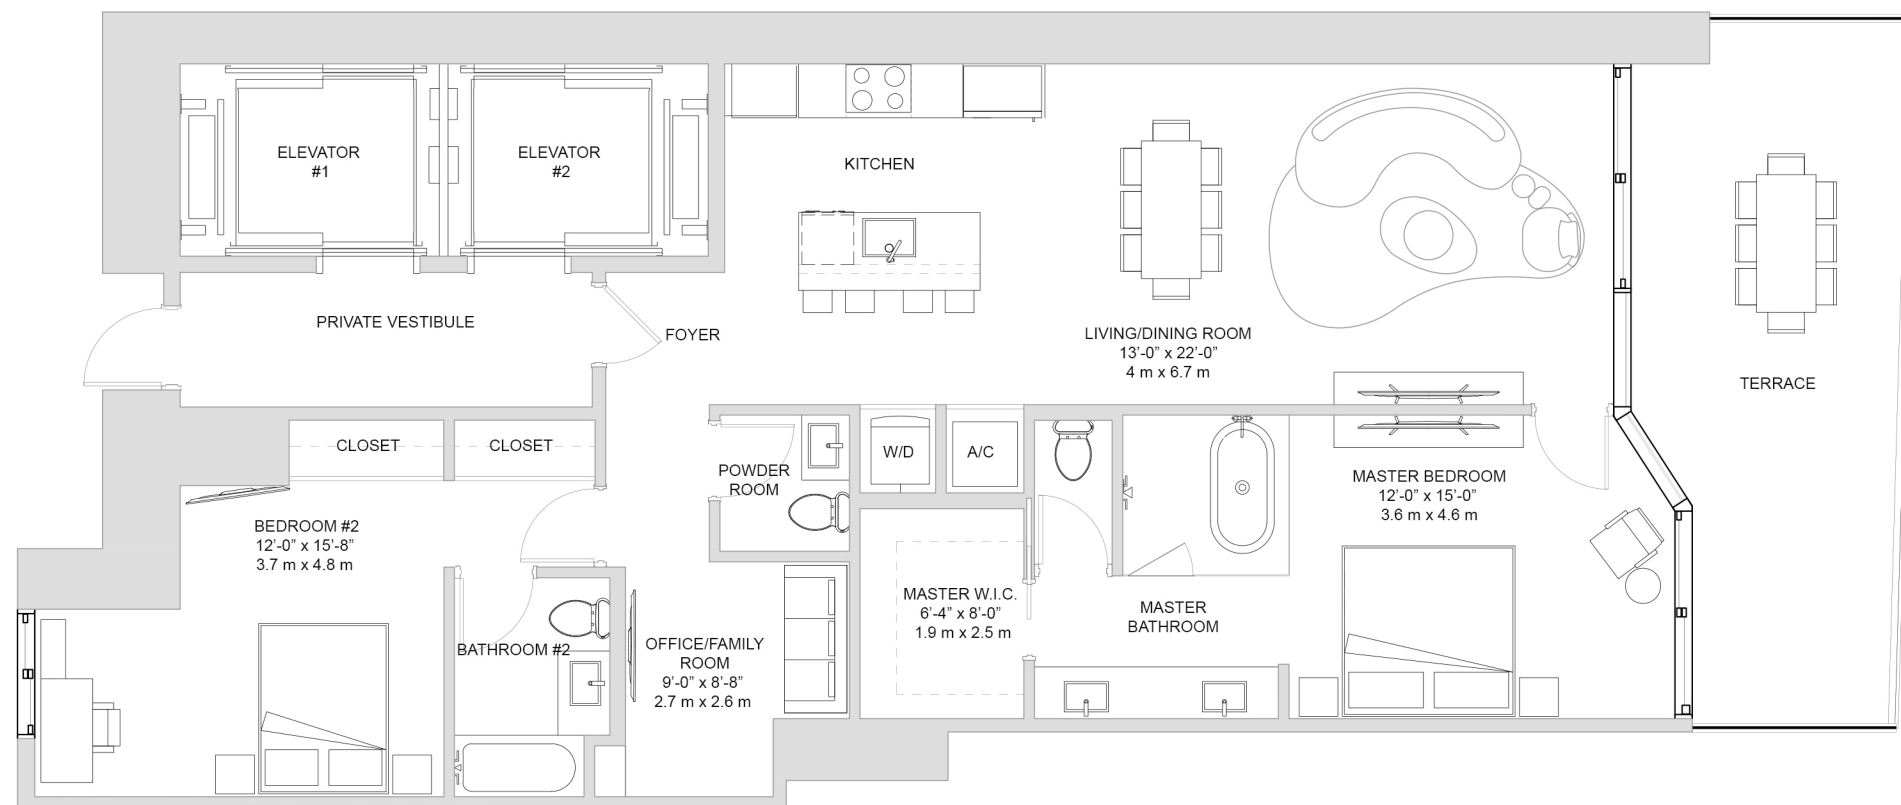 ELEVATOR
#1
ELEVATOR
#2
KITCHEN
PRIVATE VESTIBULE
FOYER
LIVING/DINING ROOM
13'-0" x 22'-0"
4 m x 6.7 m
TERRACE
CLOSET
CLOSET
W/D
A/C
POWDER
ROOM
MASTER BEDROOM
12'-0" x 15'-0"
3.6 m x 4.6 m
BEDROOM #2
12'-0" x 15'-8"
3.7 m x 4.8 m
MASTER W.I.C.
6'-4" x 8'-0"
1.9 m x 2.5 m
MASTER
BATHROOM
BATHROOM #2
OFFICE/FAMILY
ROOM
9'-0" x 8'-8"
2.7 m x 2.6 m